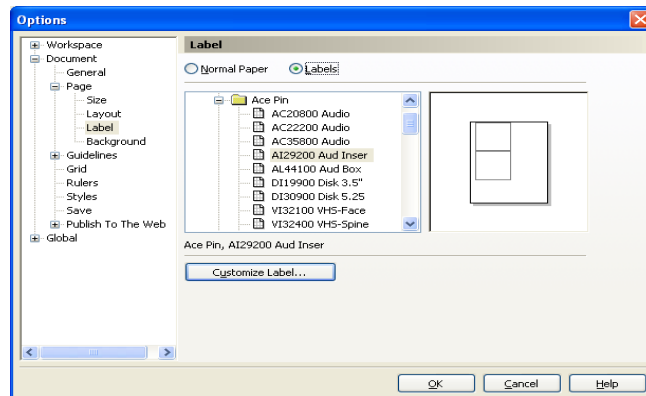 Options
Workspace
Document
General
Page
Size
Layout
Label
Background
Guidelines
Grid
Rulers
Styles
Save
Publish To The Web
Global
Label
Normal Paper
Labels
Ace Pin
AC20800 Audio
AC22200 Audio
AC35800 Audio
AI29200 Aud Inser
AL44100 Aud Box
DI19900 Disk 3.5"
DI30900 Disk 5.25
VI32100 VHS-Face
VI32400 VHS-Spine
Ace Pin, AI29200 Aud Inser
Customize Label...
OK
Cancel
Help